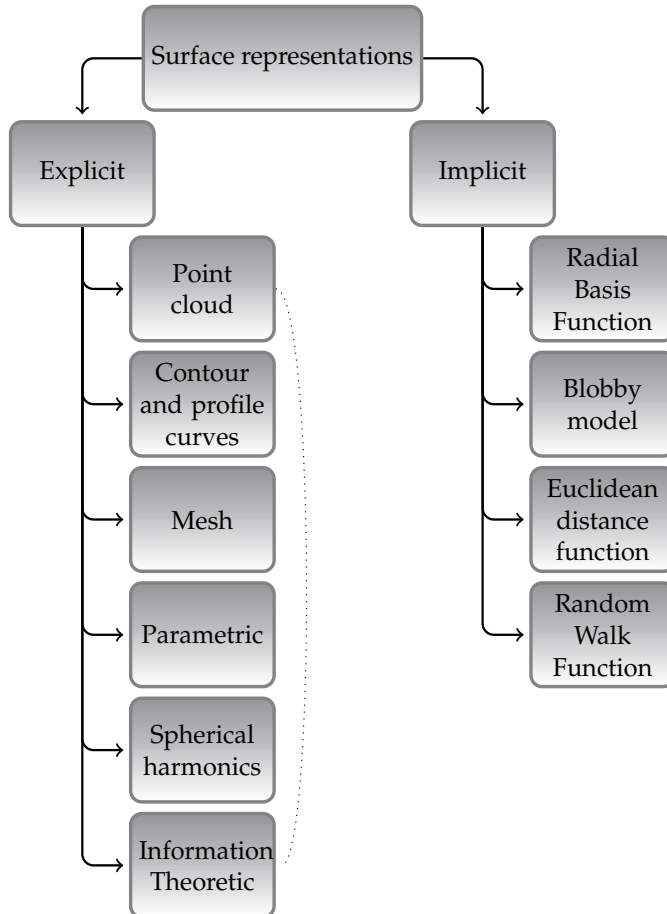 Surface representations
Explicit
Implicit
Point
cloud
Contour
and profile
curves
Mesh
Parametric
Spherical
harmonics
Information
Theoretic
Radial
Basis
Function
Blobby
model
Euclidean
distance
function
Random
Walk
Function